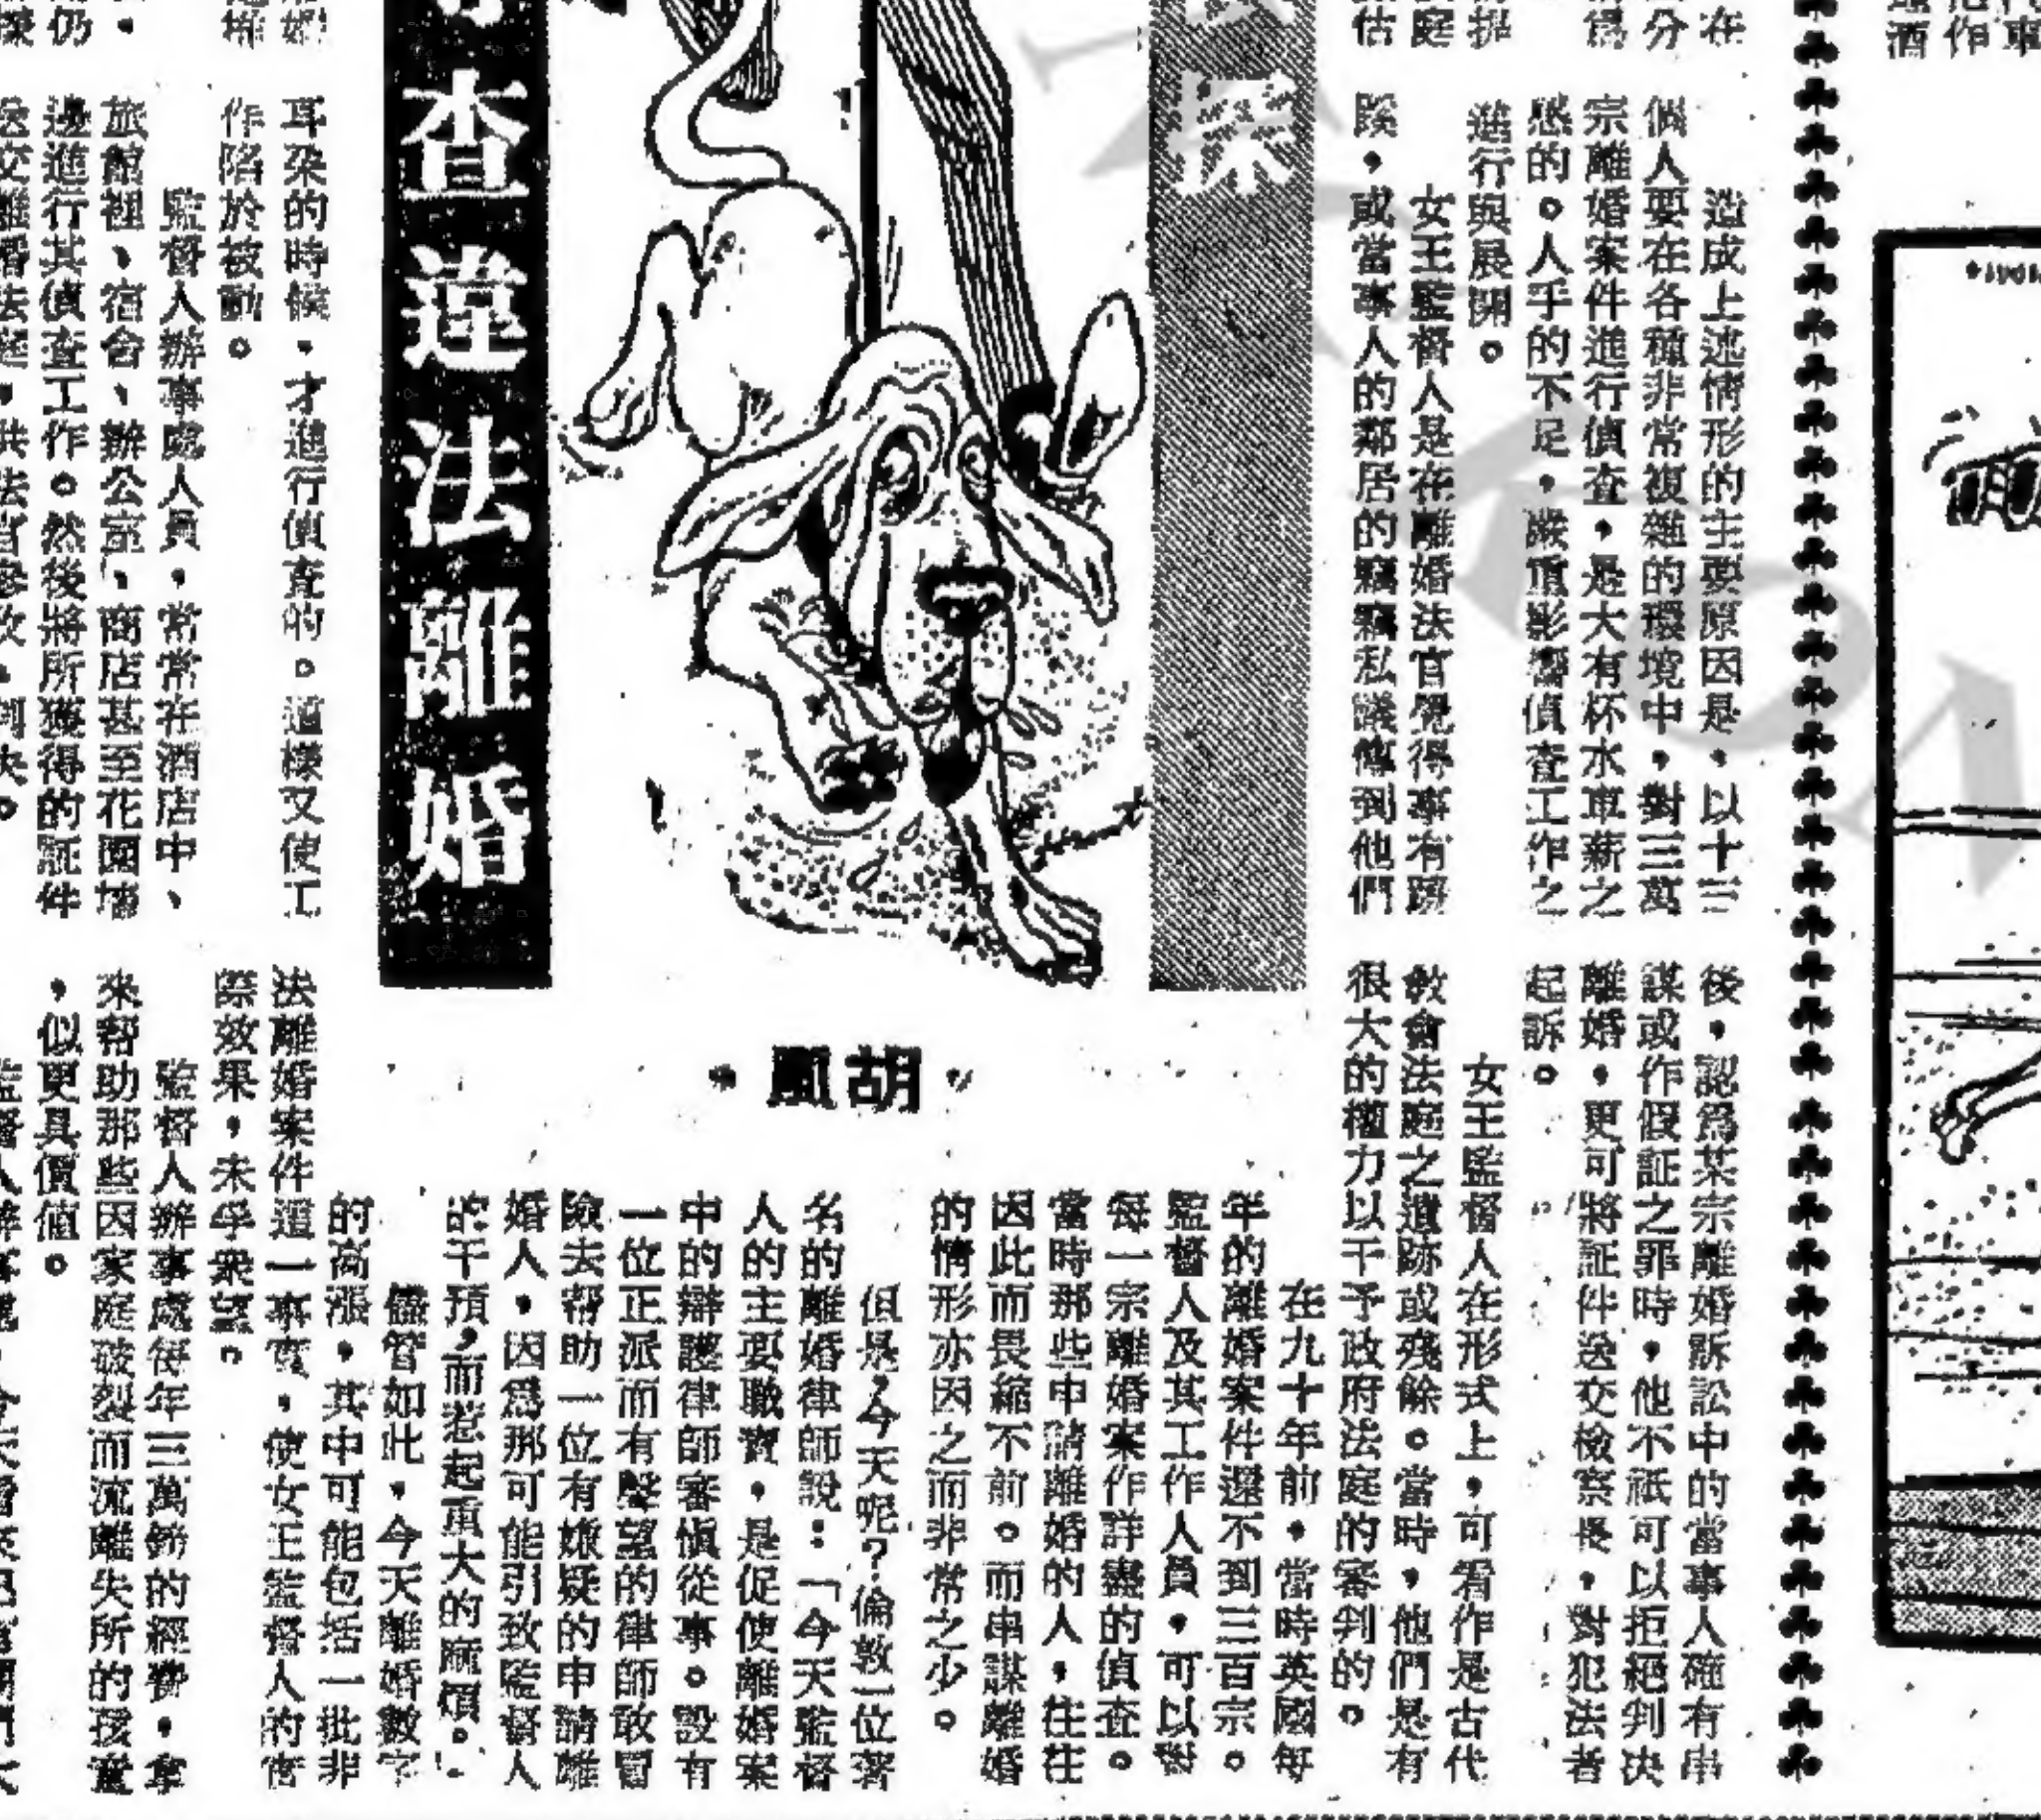 造成上述情形的主要原因是，以十三
個人要在各種非常複雜的環境中，對三萬
宗離婚案件進行偵查，是大有杯水車薪之
感的。人手的不足，嚴重影響偵查工作之
進行與展開。
女王監督人是在離婚法官覺得事有蹊
蹊，或當事人的鄰居的竊竊私議傳到他們
耳朶的時候，才進行偵査的。這樣又使工
作陷於被動。
監督人辦事處人員，常常在酒店中、
旅館裡、宿舍、辦公室、商店甚至花園墻
邊進行其偵查工作。然後將所獲得的証件
查違法離婚
胡風
後，認爲某宗離婚訴訟中的當事人確有串
謀或作假証之罪時，他不祇可以拒絕判决
離婚，更可將証件送交檢察長，對犯法者
起訴。
女王監督人在形式上，可看作是古代
敎會法庭之遺跡或殘餘。當時，他們是有
很大的權力以干予政府法庭的審判的。
在九十年前，當時英國每
年的離婚案件還不到三百宗。
監督人及其工作人員，可以對
每一宗離婚案作詳盡的偵查。
當時那些申請離婚的人，往往
因此而畏縮不前。而串謀離婚
的情形亦因之而非常之少。
但是，今天呢？倫敦一位著
名的離婚律師說：「今天監督
人的主要職責，是促使離婚案
中的辯護律師審愼從事。設有
一位正派而有聲望的律師敢冒
險去帮助一位有嫌疑的申請離
婚人，因爲那可能引致監督人
的干預，而惹起重大的麻煩。」
儘管如此，今天離婚數字
的高漲，其中可能包括一批非
法離婚案件這一事實，使女王監督人的實
際效果，未孚衆望。
監督人辦事處每年三萬鎊的經費，拿
來帮助那些因家庭破裂而流離失所的孩童
，似更具價値。